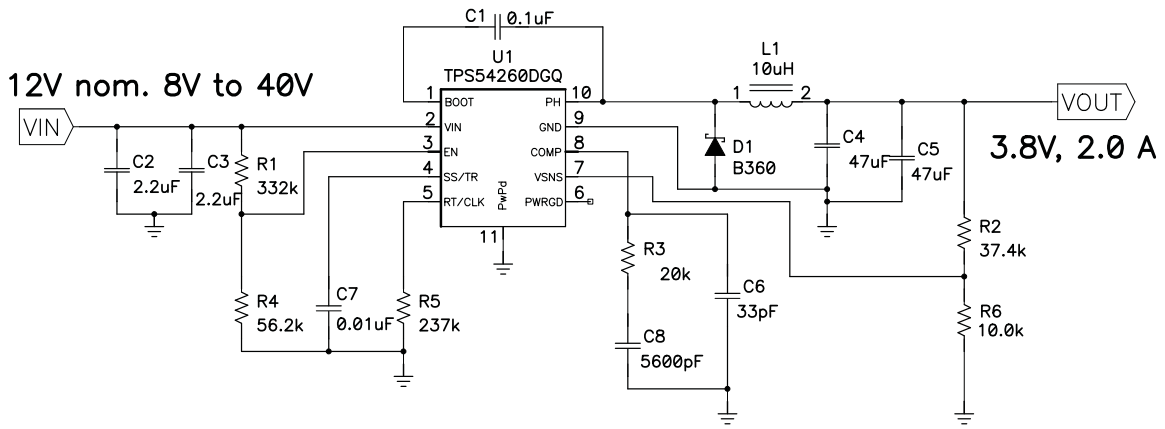 C1
0.1uF
U1
TPS54260DGQ
L1
10uH
12V nom. 8V to 40V
1
BOOT
PH
10
1
2
VOUT
VIN
2
VIN
GND
9
3
EN
COMP
8
D1
B360
C4
47uF
C5
47uF
3.8V, 2.0 A
C2
2.2uF
C3
2.2uF
R1
332k
4
SS/TR
VSNS
7
5
RT/CLK
PwPd
PWRGD
6
11
R2
37.4k
R3
20k
C6
33pF
R4
56.2k
C7
0.01uF
R5
237k
R6
10.0k
C8
5600pF